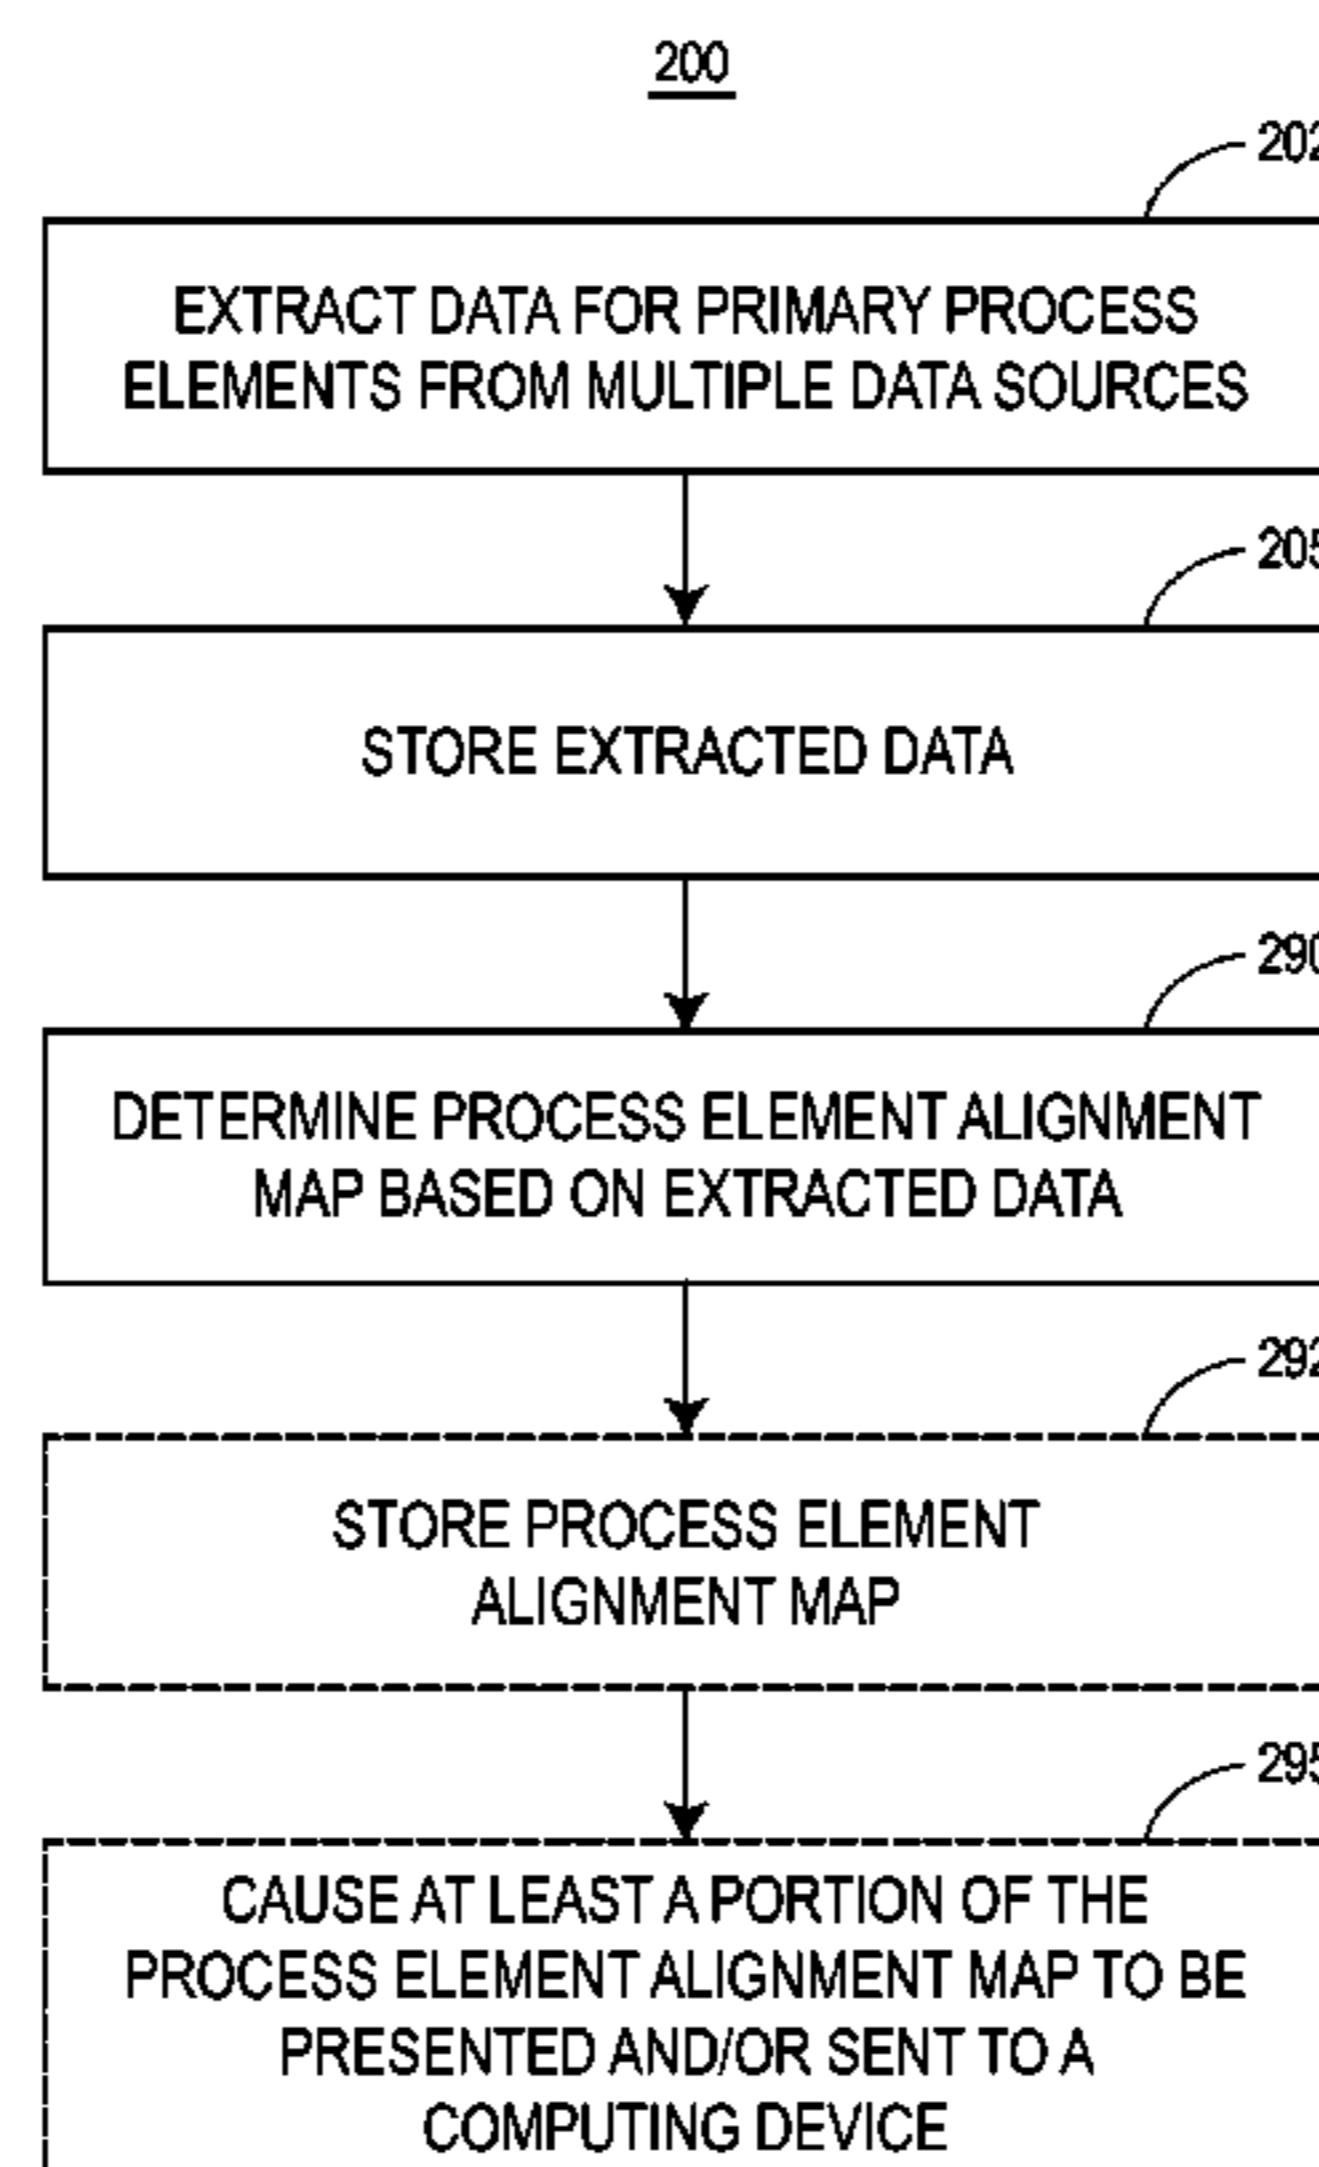 200
202
EXTRACT DATA FOR PRIMARY PROCESS
ELEMENTS FROM MULTIPLE DATA SOURCES
205
STORE EXTRACTED DATA
290
DETERMINE PROCESS ELEMENT ALIGNMENT
MAP BASED ON EXTRACTED DATA
292
STORE PROCESS ELEMENT
ALIGNMENT MAP
295
CAUSE AT LEAST A PORTION OF THE
PROCESS ELEMENT ALIGNMENT MAP TO BE
PRESENTED AND/OR SENT TO A
COMPUTING DEVICE